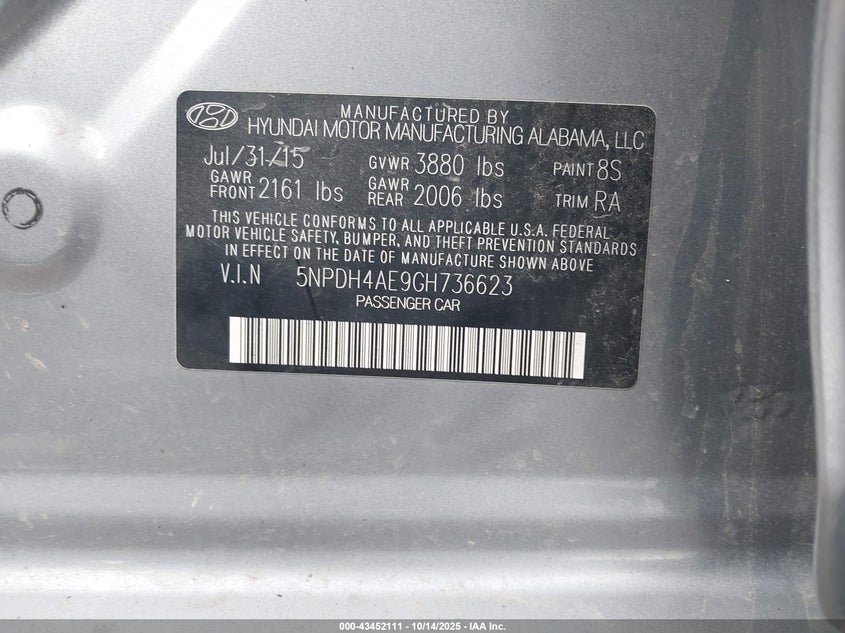 MANUFACTURED BY
HYUNDAI MOTOR MANUFACTURING ALABAMA, LLC
Jul/31/15 GVWR 3880 lbs PAINT 8S
GAWR FRONT 2161 lbs GAWR REAR 2006 lbs TRIM RA
THIS VEHICLE CONFORMS TO ALL APPLICABLE U.S.A. FEDERAL
MOTOR VEHICLE SAFETY, BUMPER, AND THEFT PREVENTION STANDARDS
IN EFFECT ON THE DATE OF MANUFACTURE SHOWN ABOVE
V.I.N 5NPDH4AE9GH736623
PASSENGER CAR
000-43452111 - 10/14/2025 - IAA Inc.